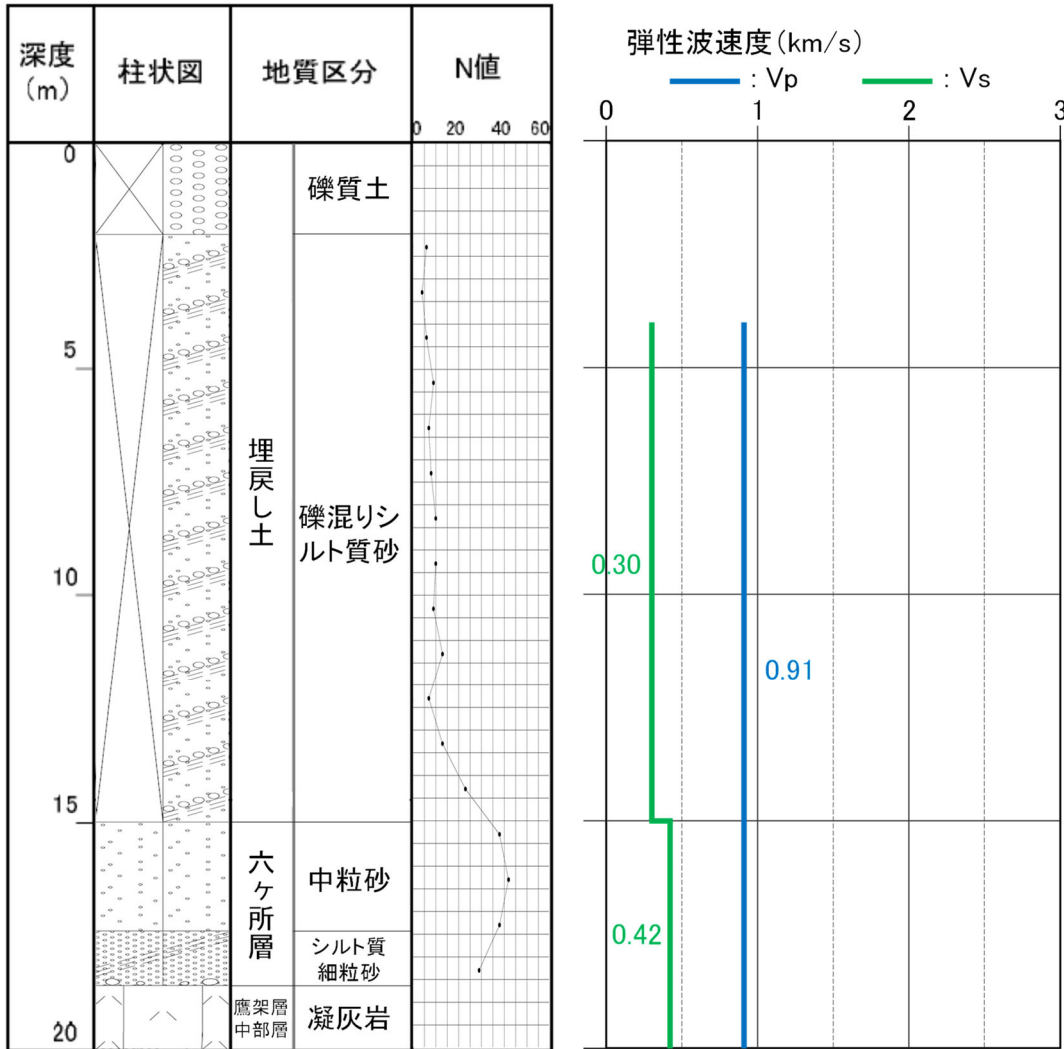 深度
(m)
柱状図
地質区分
N値
0 20 40 60
弾性波速度(km/s)
: Vp
: Vs
0 1 2 3
0
5
10
15
20
埋戻し土
礫質土
礫混りシ
ルト質砂
六ヶ所層
中粒砂
シルト質
細粒砂
鷹架層
中部層
凝灰岩
0.30
0.91
0.42